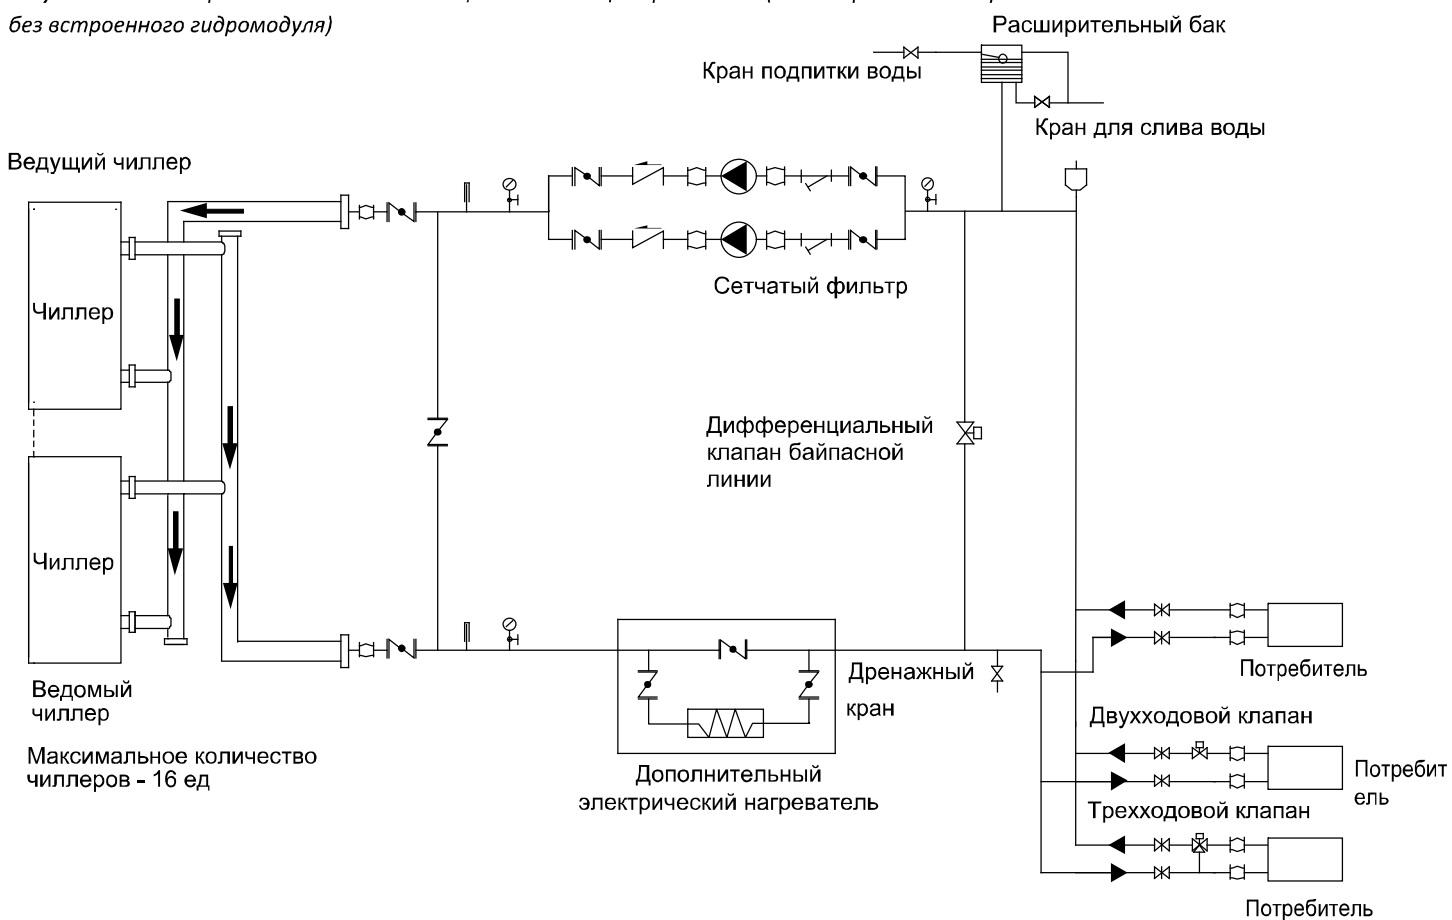 без встроенного гидромодуля)
Расширительный бак
Кран подпитки воды
Кран для слива воды
Ведущий чиллер
Сетчатый фильтр
Чиллер
Дифференциальный
клапан байпасной
линии
Чиллер
Ведомый
чиллер
Дренажный
кран
Потребитель
Двухходовой клапан
Максимальное количество
чиллеров - 16 ед
Дополнительный
электрический нагреватель
Потребит
ель
Трехходовой клапан
Потребитель